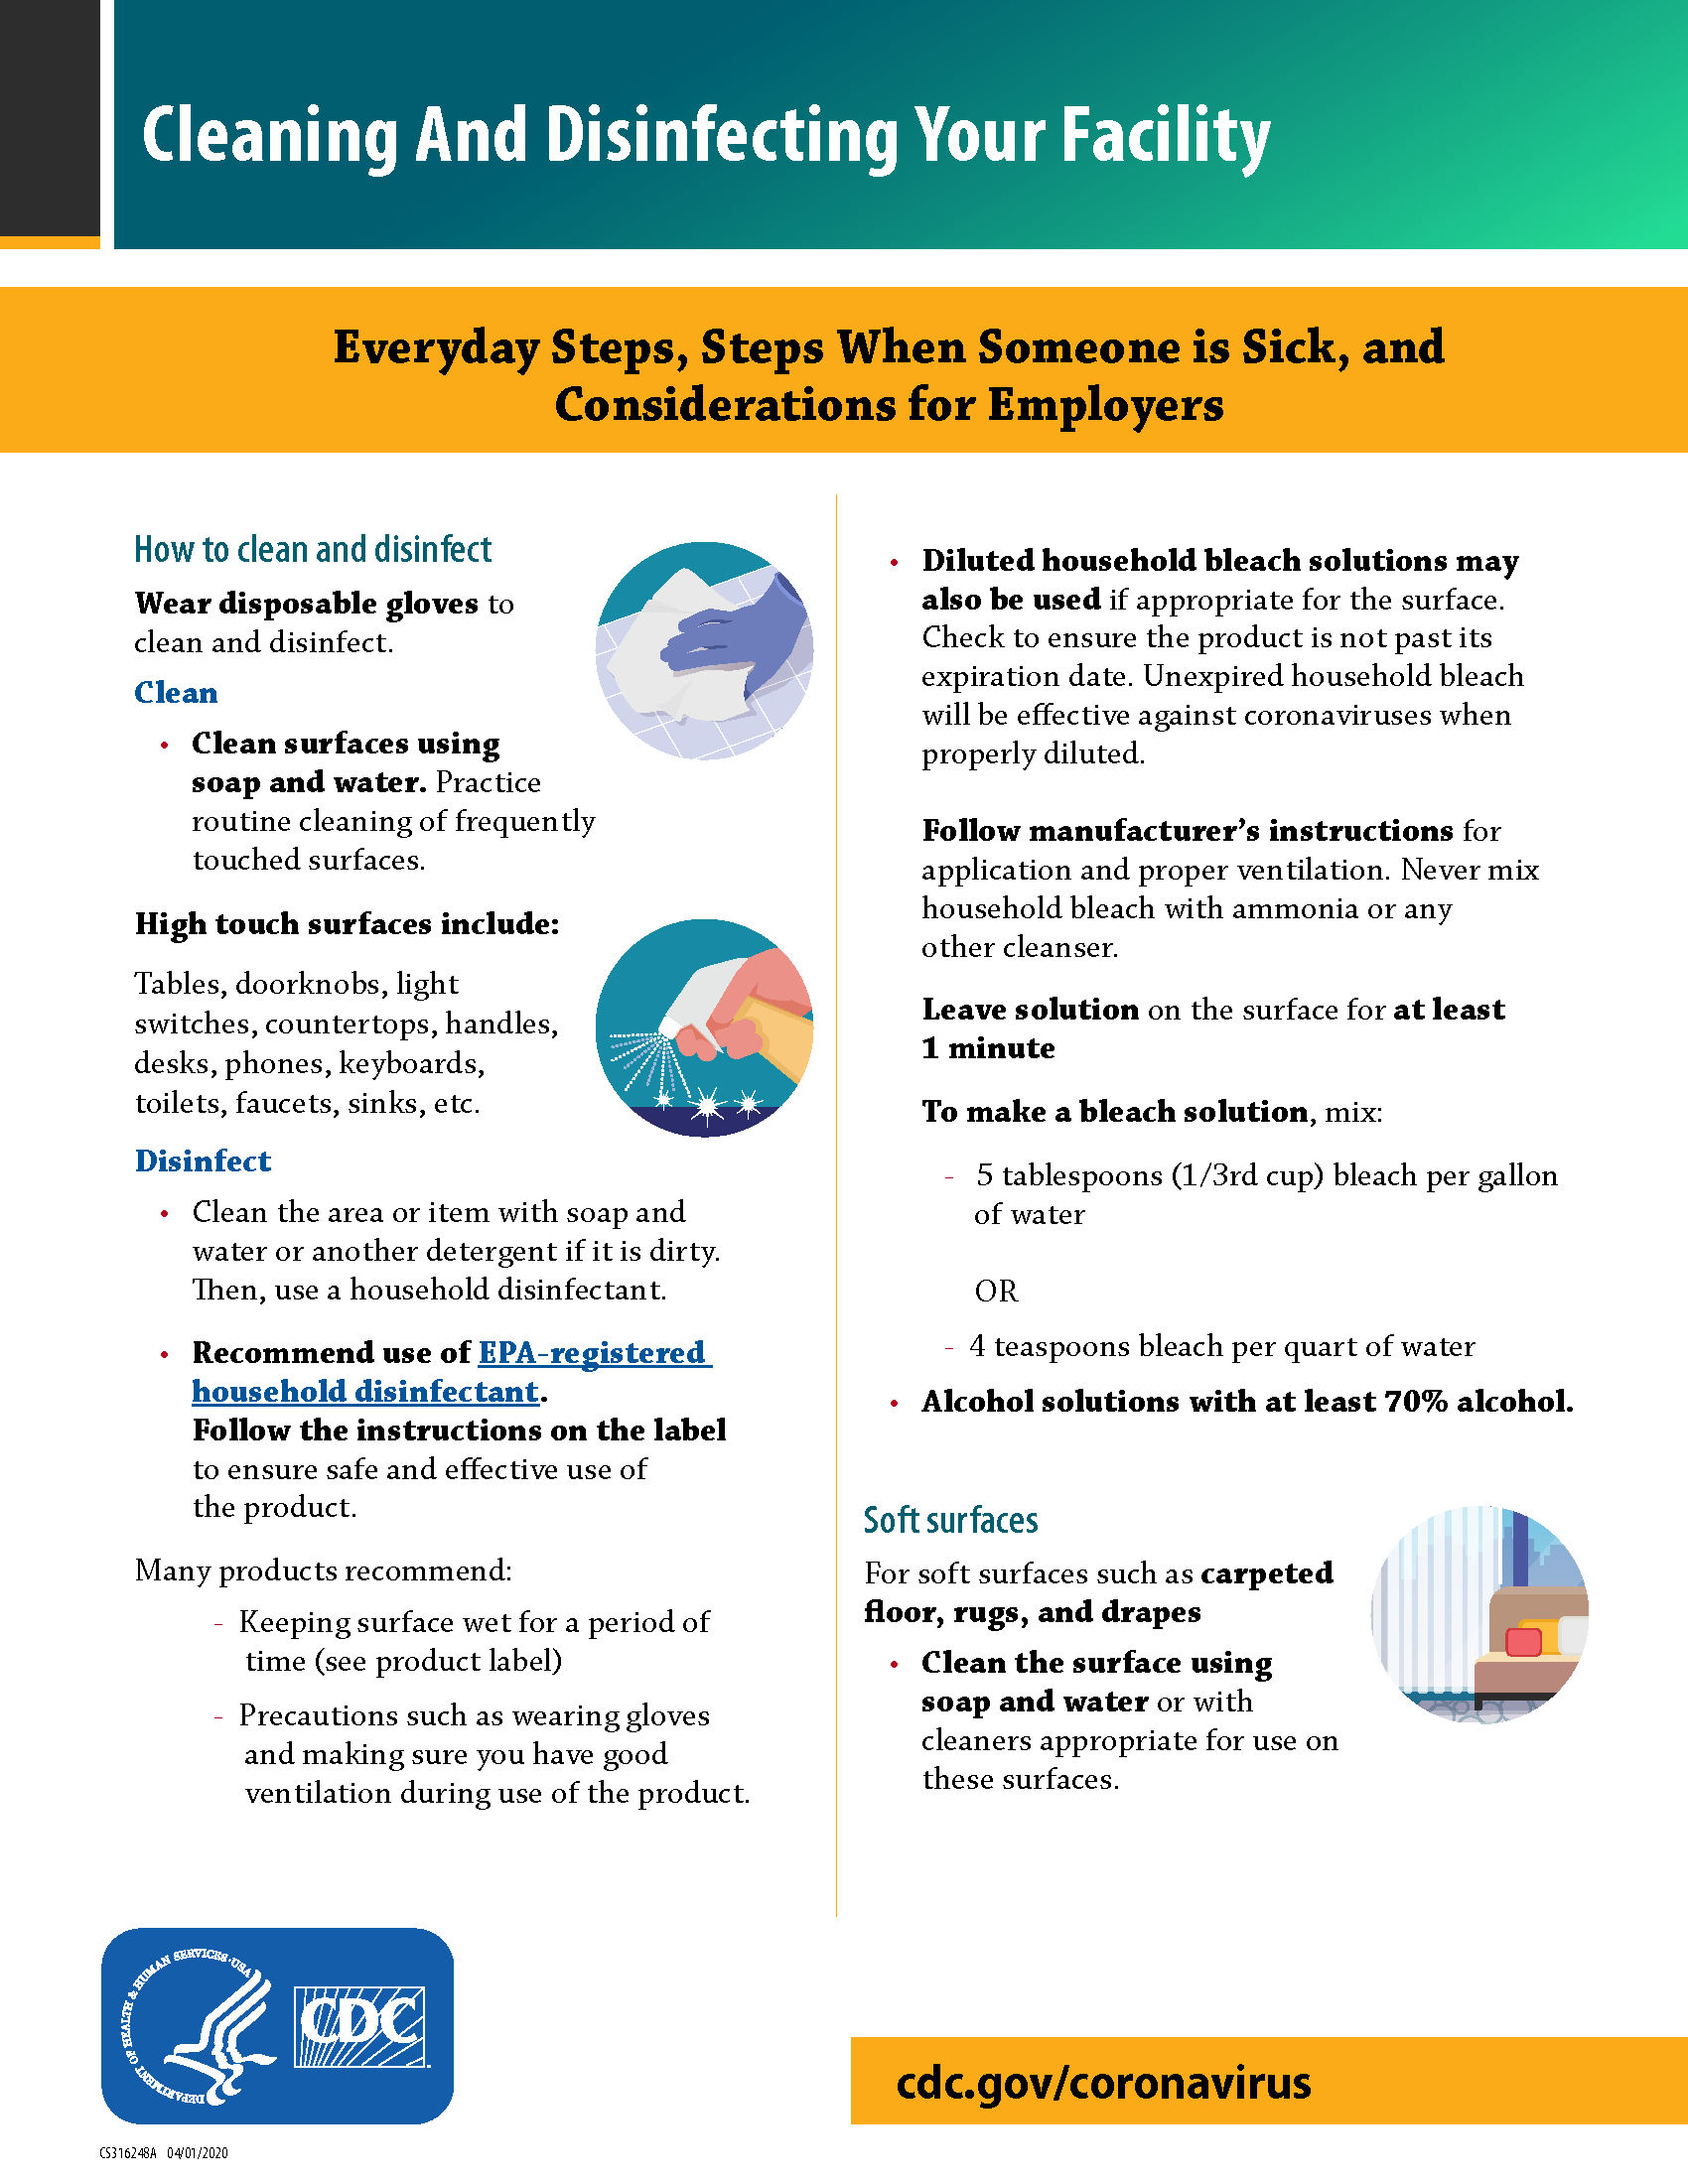 Cleaning And Disinfecting Your Facility
Everyday Steps, Steps When Someone is Sick, and
Considerations for Employers
How to clean and disinfect
Wear disposable gloves to
clean and disinfect.
Clean
• Clean surfaces using
soap and water. Practice
routine cleaning of frequently
touched surfaces.
High touch surfaces include:
Tables, doorknobs, light
switches, countertops, handles,
desks, phones, keyboards,
toilets, faucets, sinks, etc.
Disinfect
• Clean the area or item with soap and
water or another detergent if it is dirty.
Then, use a household disinfectant.
• Recommend use of EPA-registered
household disinfectant.
Follow the instructions on the label
to ensure safe and effective use of
the product.
Many products recommend:
- Keeping surface wet for a period of
time (see product label)
- Precautions such as wearing gloves
and making sure you have good
ventilation during use of the product.
• Diluted household bleach solutions may
also be used if appropriate for the surface.
Check to ensure the product is not past its
expiration date. Unexpired household bleach
will be effective against coronaviruses when
properly diluted.
Follow manufacturer’s instructions for
application and proper ventilation. Never mix
household bleach with ammonia or any
other cleanser.
Leave solution on the surface for at least
1 minute
To make a bleach solution, mix:
- 5 tablespoons (1/3rd cup) bleach per gallon
of water
OR
- 4 teaspoons bleach per quart of water
• Alcohol solutions with at least 70% alcohol.
Soft surfaces
For soft surfaces such as carpeted
floor, rugs, and drapes
• Clean the surface using
soap and water or with
cleaners appropriate for use on
these surfaces.
DEPARTMENT OF HEALTH & HUMAN SERVICES·USA
CDC
cdc.gov/coronavirus
CS316248A 04/01/2020